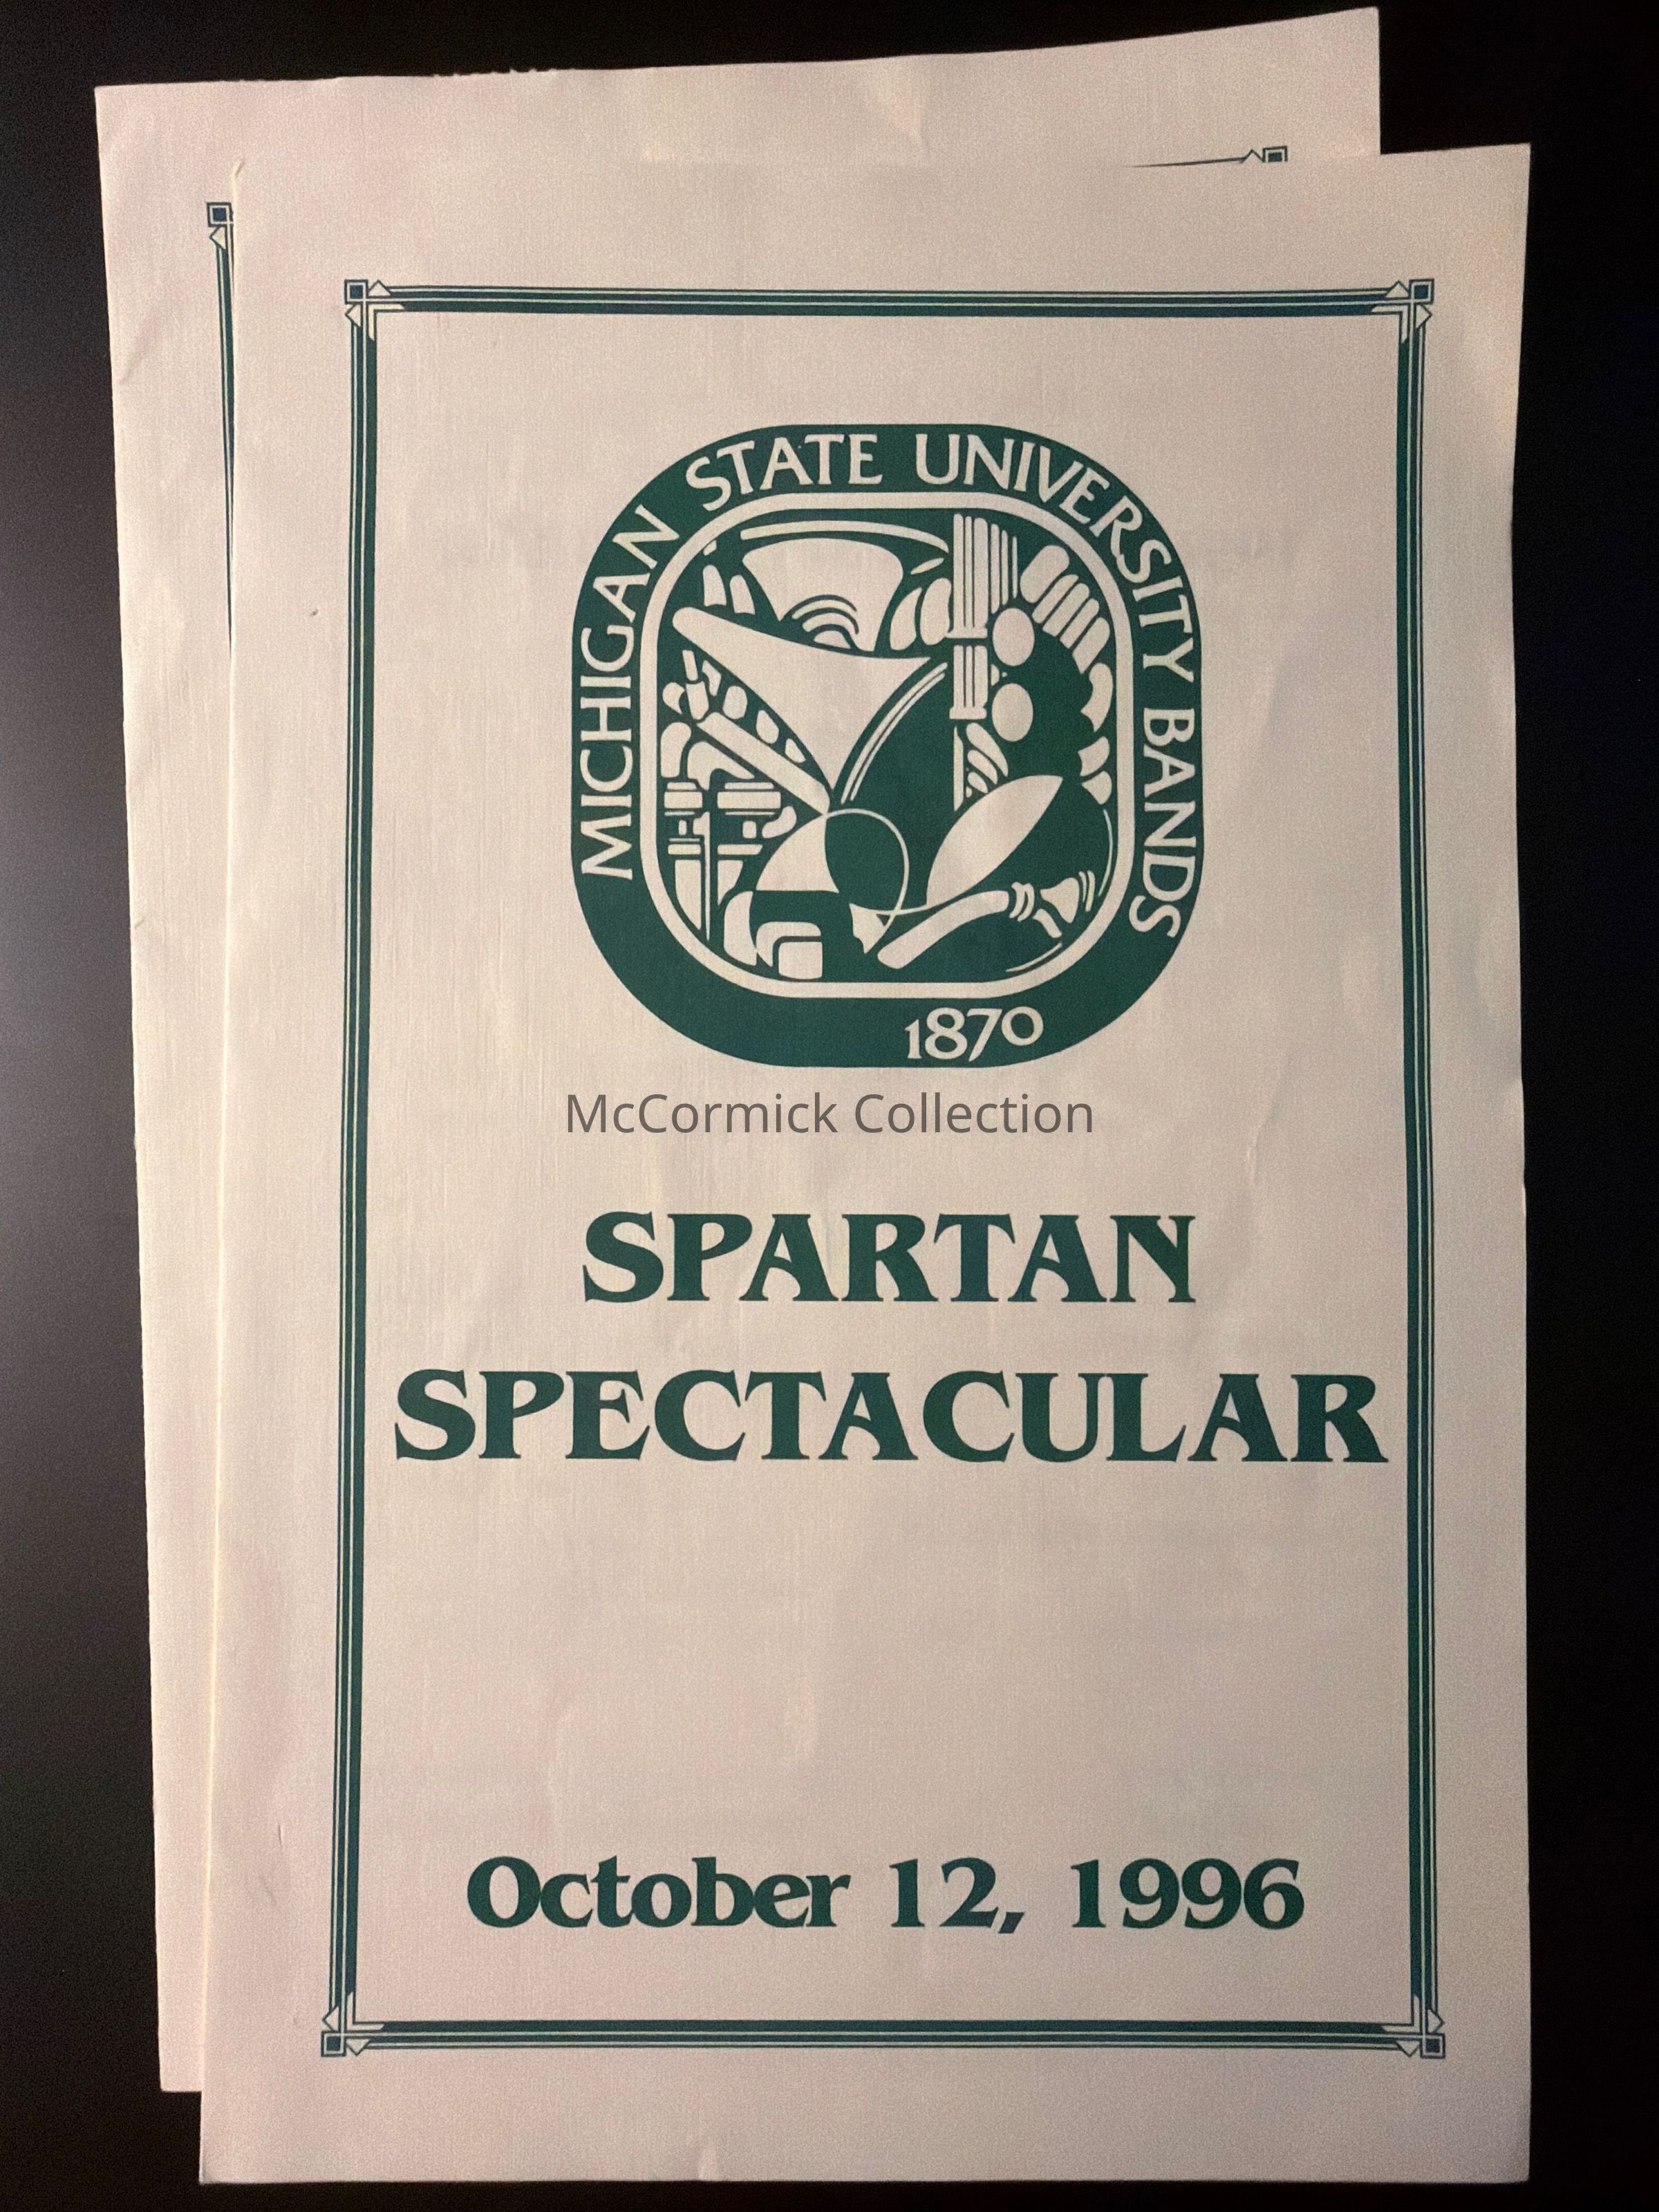 MICHIGAN STATE UNIVERSITY BANDS
1870
McCormick Collection
SPARTAN
SPECTACULAR
October 12, 1996